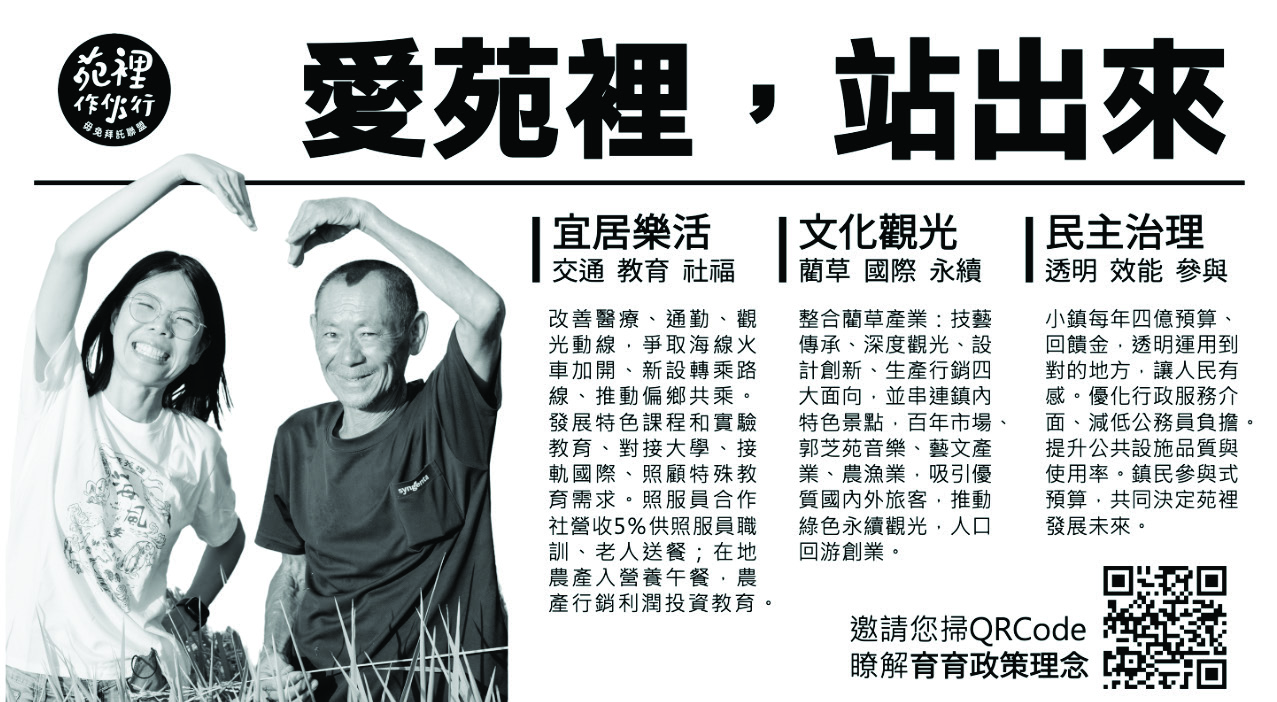 苑裡
作伙行
毋免拜託聯盟
愛苑裡，站出來
宜居樂活
交通 教育 社福
改善醫療、通勤、觀
光動線，爭取海線火
車加開、新設轉乘路
線、推動偏鄉共乘。
發展特色課程和實驗
教育、對接大學、接
軌國際、照顧特殊教
育需求。照服員合作
社營收5%供照服員職
訓、老人送餐；在地
農產入營養午餐，農
產行銷利潤投資教育。
文化觀光
藺草 國際 永續
整合藺草產業：技藝
傳承、深度觀光、設
計創新、生產行銷四
大面向，並串連鎮內
特色景點，百年市場、
郭芝苑音樂、藝文產
業、農漁業，吸引優
質國內外旅客，推動
綠色永續觀光，人口
回游創業。
民主治理
透明 效能 參與
小鎮每年四億預算、
回饋金，透明運用到
對的地方，讓人民有
感。優化行政服務介
面、減低公務員負擔。
提升公共設施品質與
使用率。鎮民參與式
預算，共同決定苑裡
發展未來。
syngenta
海風
邀請您掃QRCode
瞭解育育政策理念